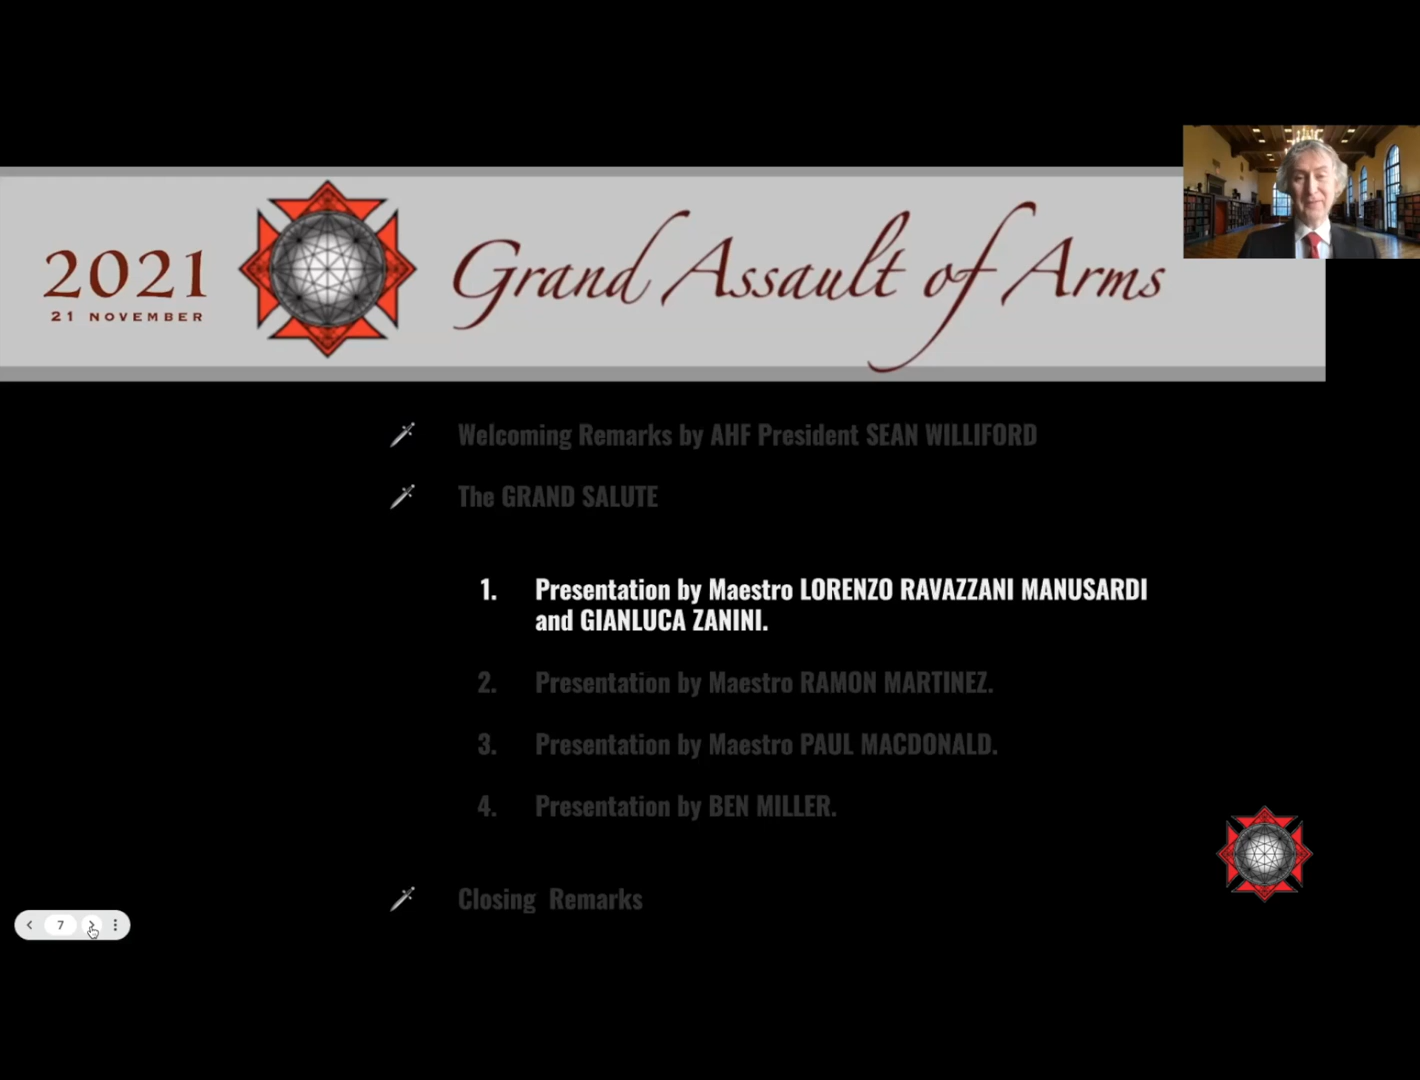 2021
21 NOVEMBER
Grand Assault of Arms
Welcoming Remarks by AHF President SEAN WILLIFORD
The GRAND SALUTE
1. Presentation by Maestro LORENZO RAVAZZANI MANUSARDI
and GIANLUCA ZANINI.
2. Presentation by Maestro RAMON MARTINEZ.
3. Presentation by Maestro PAUL MACDONALD.
4. Presentation by BEN MILLER.
Closing Remarks
7